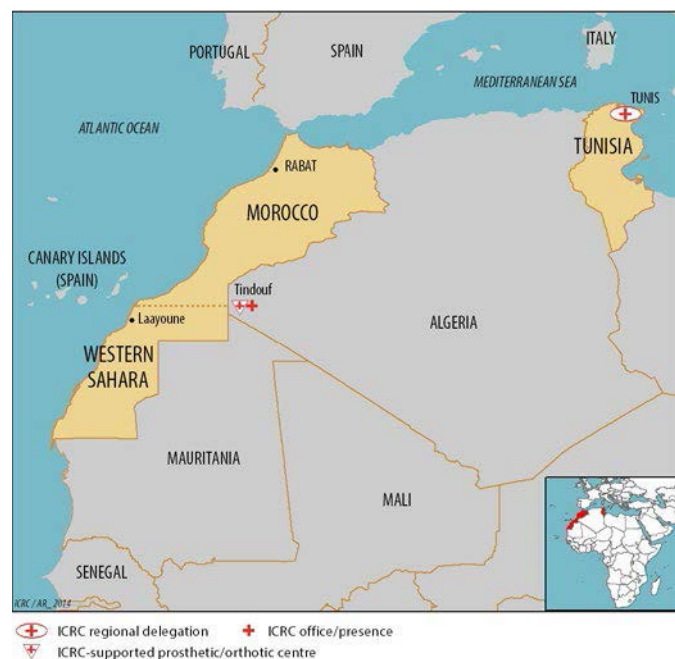 PORTUGAL
SPAIN
ITALY
MEDITERRANEAN SEA
TUNIS
ATLANTIC OCEAN
TUNISIA
RABAT
MOROCCO
CANARY ISLANDS
(SPAIN)
Tindouf
Laayoune
ALGERIA
WESTERN
SAHARA
MAURITANIA
MALI
SENEGAL
ICRC / AR_2014
ICRC regional delegation
ICRC office/presence
ICRC-supported prosthetic/orthotic centre